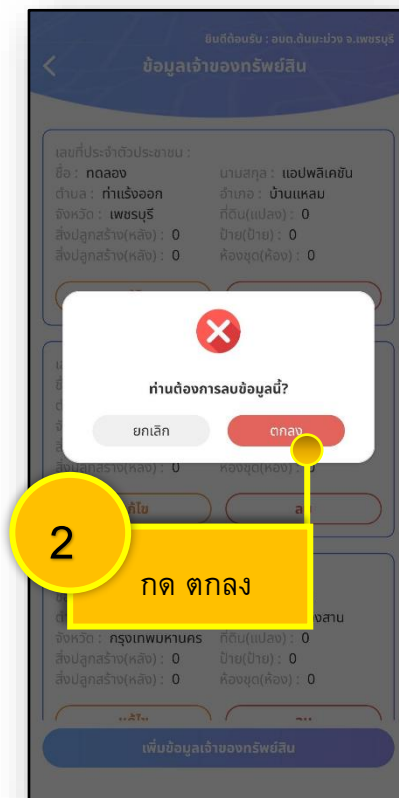 ยินดีต้อนรับ : อบต.ต้นมะม่วง จ.เพชรบุรี
ข้อมูลเจ้าของทรัพย์สิน
เลขที่ประจำตัวประชาชน :
ชื่อ : ทดลอง นามสกุล : แอปพลิเคชัน
ตำบล : ท่าแร้งออก อำเภอ : บ้านแหลม
จังหวัด : เพชรบุรี ที่ดิน(แปลง) : 0
สิ่งปลูกสร้าง(หลัง) : 0 ป้าย(ป้าย) : 0
สิ่งปลูกสร้าง(หลัง) : 0 ห้องชุด(ห้อง) : 0
ท่านต้องการลบข้อมูลนี้?
ยกเลิก ตกลง
สิ่งปลูกสร้าง(หลัง) : 0 ห้องชุด(ห้อง) : 0
2
กด ตกลง
จังหวัด : กรุงเทพมหานคร ที่ดิน(แปลง) : 0
สิ่งปลูกสร้าง(หลัง) : 0 ป้าย(ป้าย) : 0
สิ่งปลูกสร้าง(หลัง) : 0 ห้องชุด(ห้อง) : 0
แก้ไข ลบ
เพิ่มข้อมูลเจ้าของทรัพย์สิน